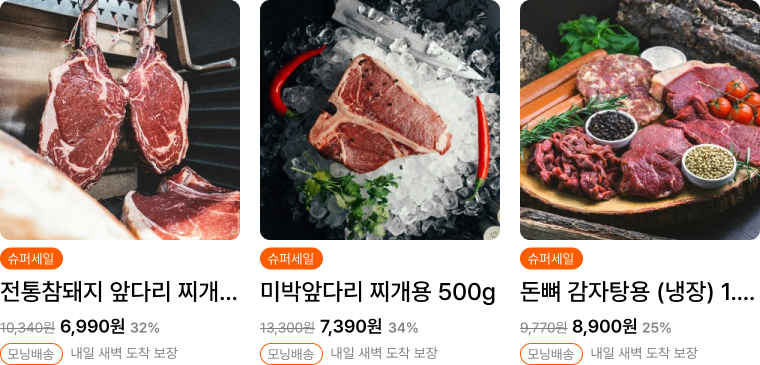 슈퍼세일
전통참돼지 앞다리 찌개...
10,340원 6,990원 32%
모닝배송 내일 새벽 도착 보장
슈퍼세일
미박앞다리 찌개용 500g
13,300원 7,390원 34%
모닝배송 내일 새벽 도착 보장
슈퍼세일
돈뼈 감자탕용 (냉장) 1....
9,770원 8,900원 25%
모닝배송 내일 새벽 도착 보장